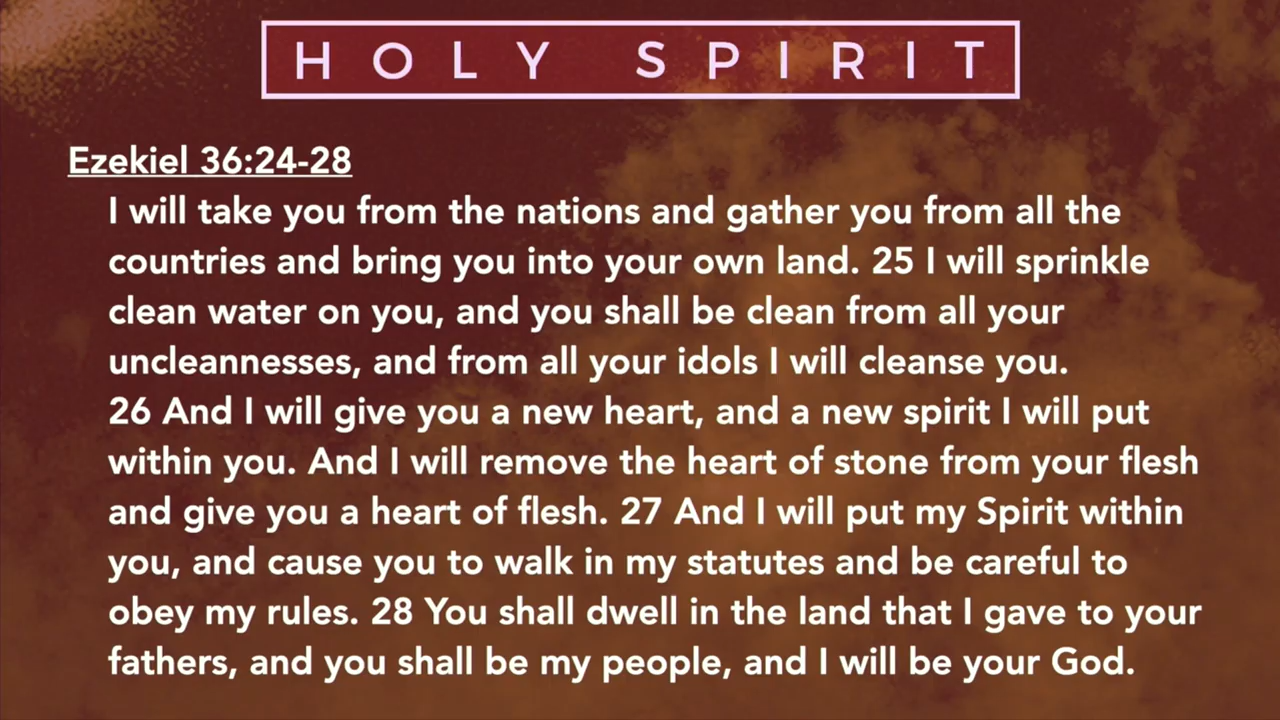 HOLY SPIRIT
Ezekiel 36:24-28
I will take you from the nations and gather you from all the
countries and bring you into your own land. 25 I will sprinkle
clean water on you, and you shall be clean from all your
uncleannesses, and from all your idols I will cleanse you.
26 And I will give you a new heart, and a new spirit I will put
within you. And I will remove the heart of stone from your flesh
and give you a heart of flesh. 27 And I will put my Spirit within
you, and cause you to walk in my statutes and be careful to
obey my rules. 28 You shall dwell in the land that I gave to your
fathers, and you shall be my people, and I will be your God.